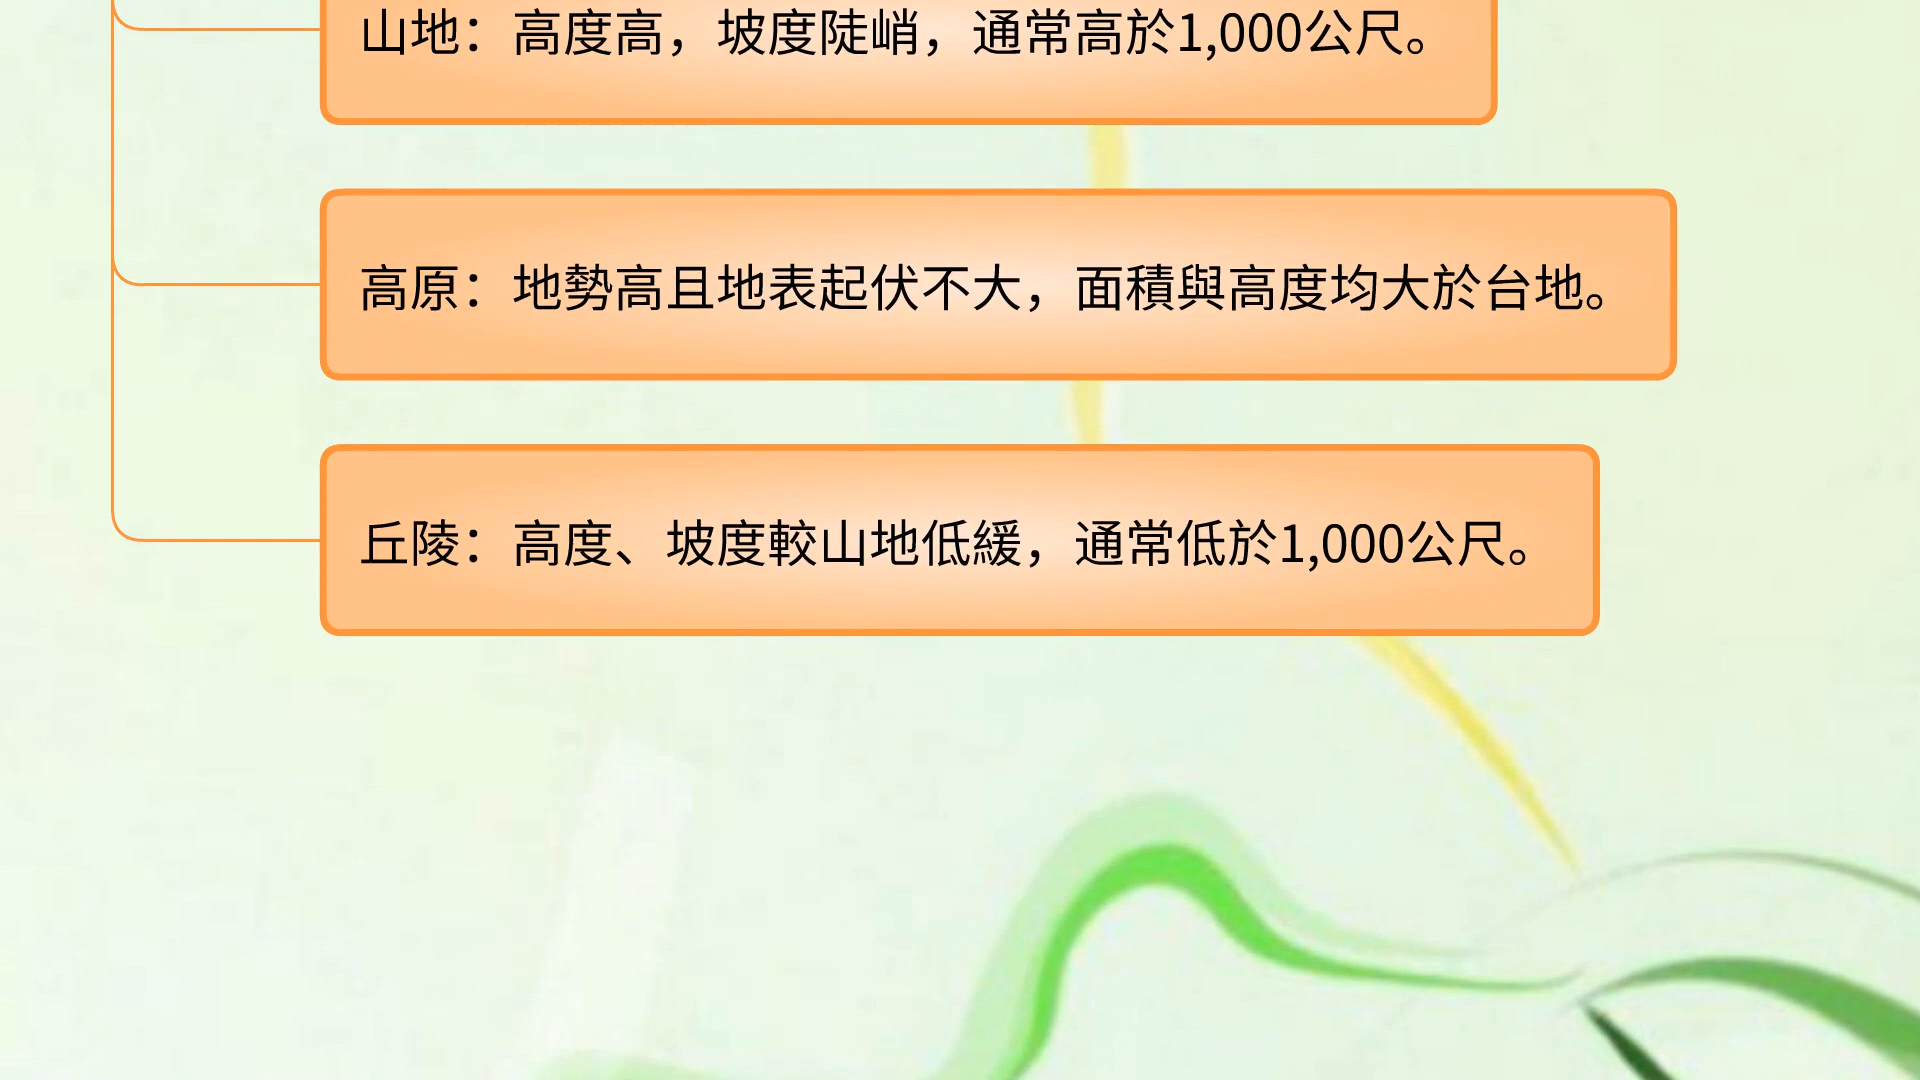 山地：高度高，坡度陡峭，通常高於1,000公尺。
高原：地勢高且地表起伏不大，面積與高度均大於台地。
丘陵：高度、坡度較山地低緩，通常低於1,000公尺。